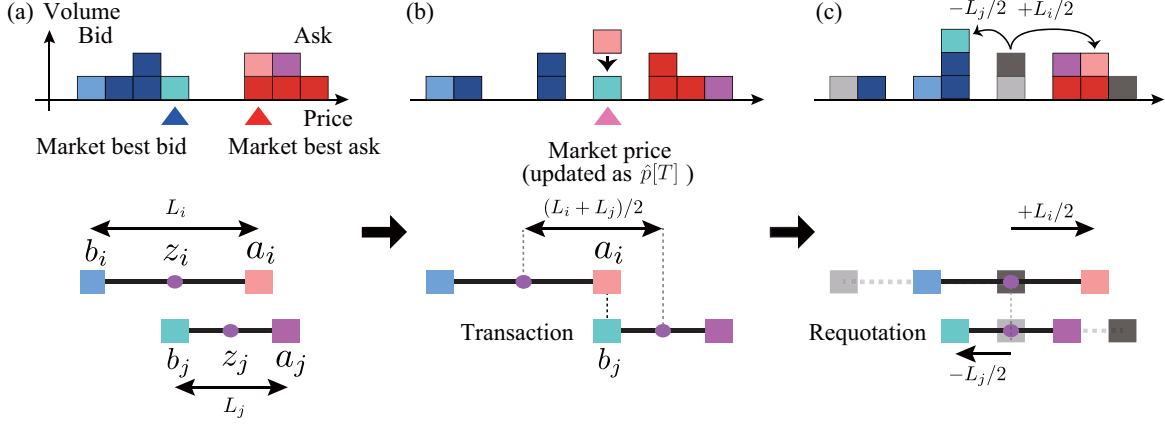 (a)
Volume
Bid
Ask
Price
Market best bid
Market best ask
L_i
b_i
z_i
a_i
b_j
z_j
a_j
L_j
(b)
Market price
(updated as p̂[T] )
(L_i + L_j)/2
a_i
Transaction
b_j
(c)
−L_j/2
+L_i/2
+L_i/2
Requotation
−L_j/2